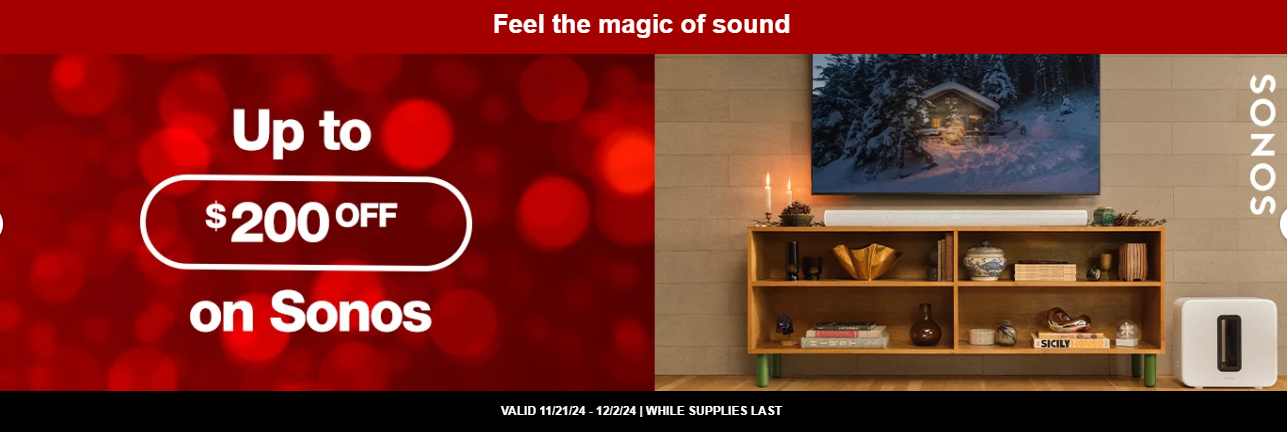 Feel the magic of sound
Up to
$200 OFF
on Sonos
SONOS
SICILY HONOR
VALID 11/21/24 - 12/2/24 | WHILE SUPPLIES LAST